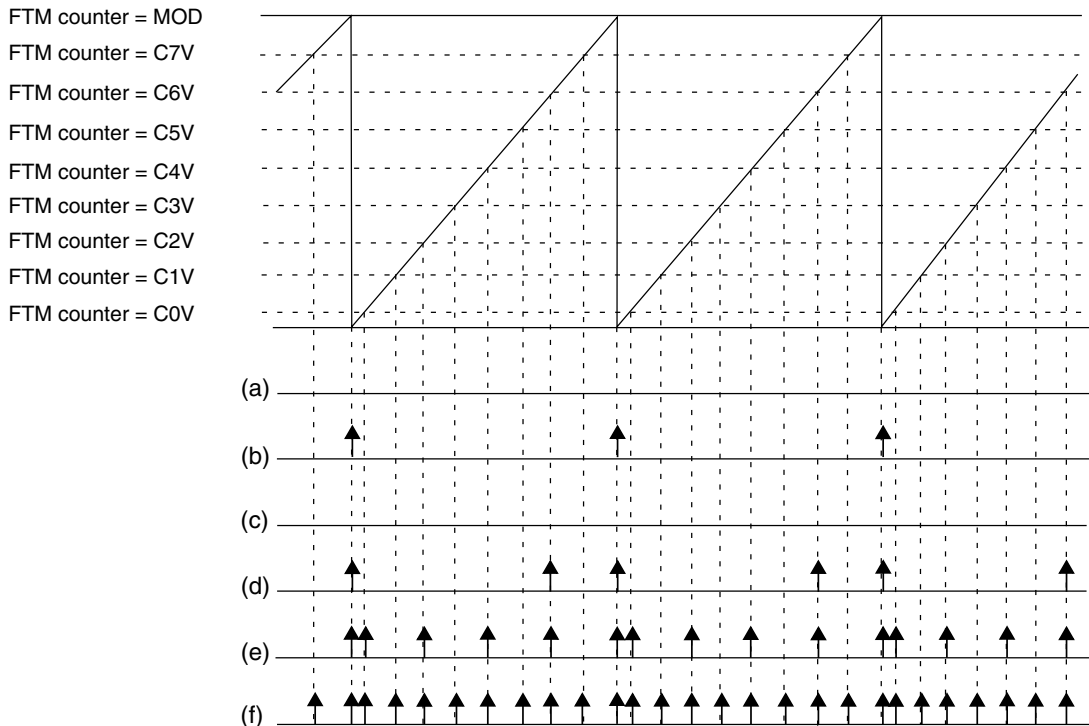 FTM counter = MOD
FTM counter = C7V
FTM counter = C6V
FTM counter = C5V
FTM counter = C4V
FTM counter = C3V
FTM counter = C2V
FTM counter = C1V
FTM counter = C0V
(a)
(b)
(c)
(d)
(e)
(f)